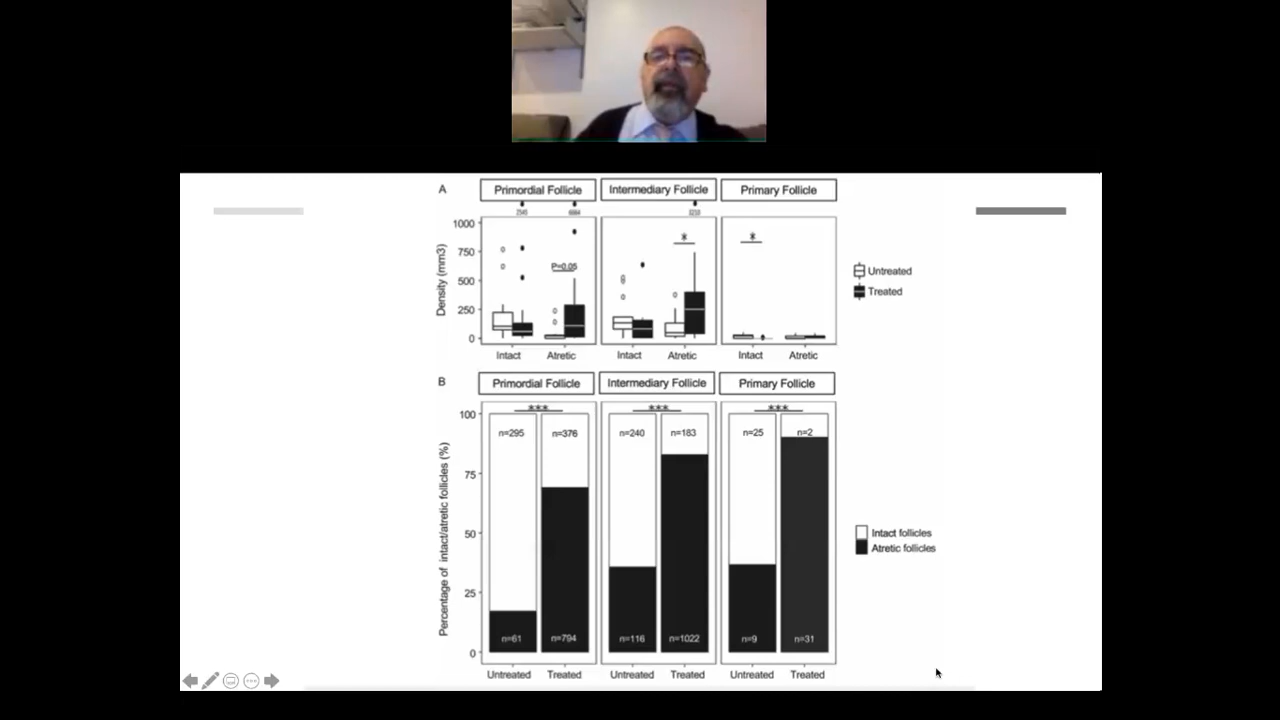 A
Primordial Follicle
Intermediary Follicle
Primary Follicle
1000
750
500
250
0
Density (mm3)
P=0.05
*
*
Intact
Atretic
Intact
Atretic
Intact
Atretic
Untreated
Treated
B
Primordial Follicle
Intermediary Follicle
Primary Follicle
100
75
50
25
0
Percentage of intact/atretic follicles (%)
***
***
***
n=295
n=376
n=240
n=183
n=25
n=2
n=61
n=794
n=116
n=1022
n=9
n=31
Untreated
Treated
Untreated
Treated
Untreated
Treated
Intact follicles
Atretic follicles